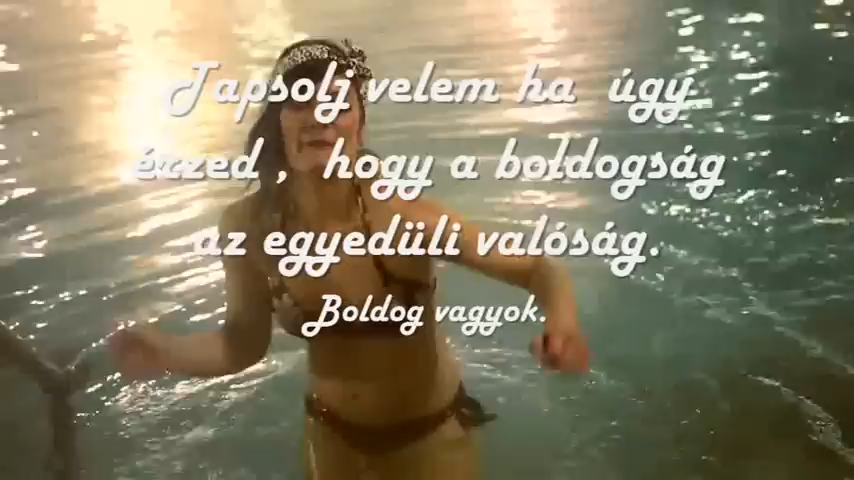 Tapsolj velem ha úgy
érzed , hogy a boldogság
az egyedüli valóság.
Boldog vagyok.